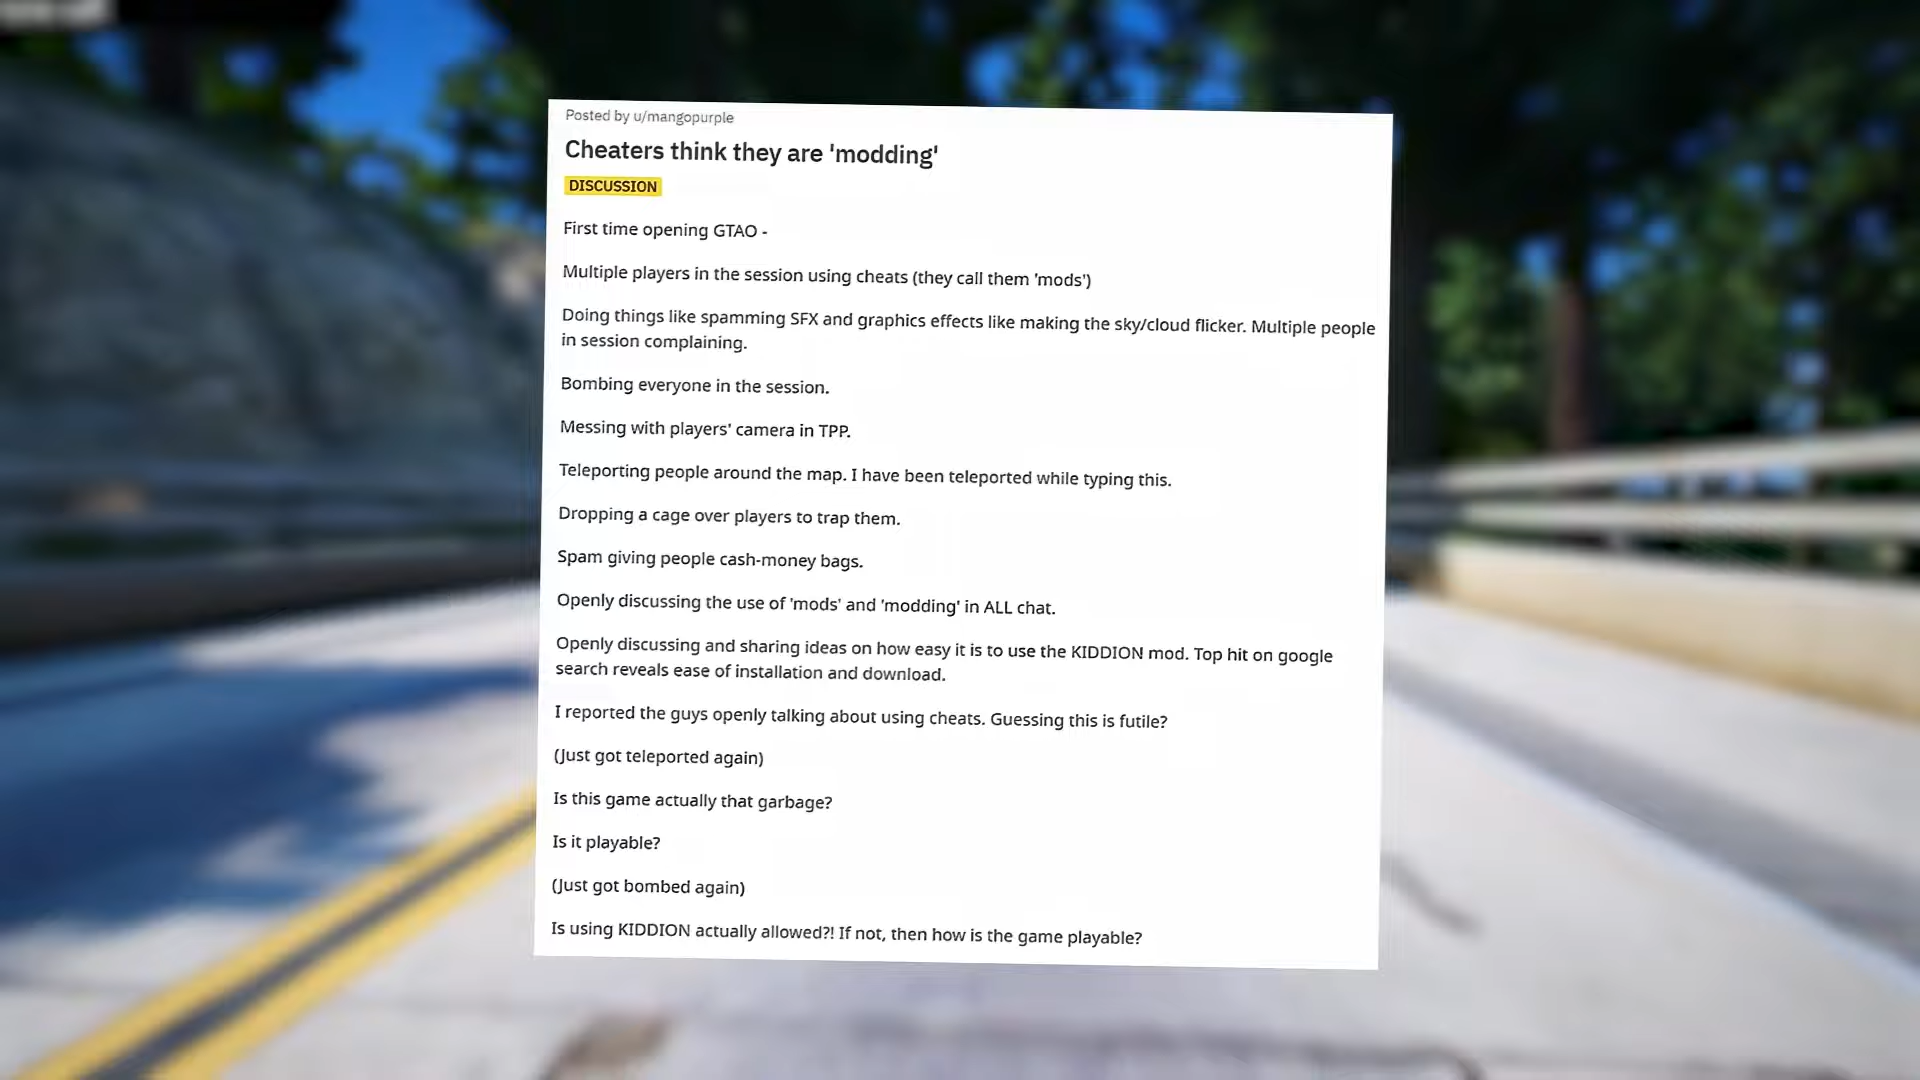 Posted by u/mangopurple
Cheaters think they are 'modding'
DISCUSSION
First time opening GTAO -
Multiple players in the session using cheats (they call them 'mods')
Doing things like spamming SFX and graphics effects like making the sky/cloud flicker. Multiple people
in session complaining.
Bombing everyone in the session.
Messing with players' camera in TPP.
Teleporting people around the map. I have been teleported while typing this.
Dropping a cage over players to trap them.
Spam giving people cash-money bags.
Openly discussing the use of 'mods' and 'modding' in ALL chat.
Openly discussing and sharing ideas on how easy it is to use the KIDDION mod. Top hit on google
search reveals ease of installation and download.
I reported the guys openly talking about using cheats. Guessing this is futile?
(Just got teleported again)
Is this game actually that garbage?
Is it playable?
(Just got bombed again)
Is using KIDDION actually allowed?! If not, then how is the game playable?